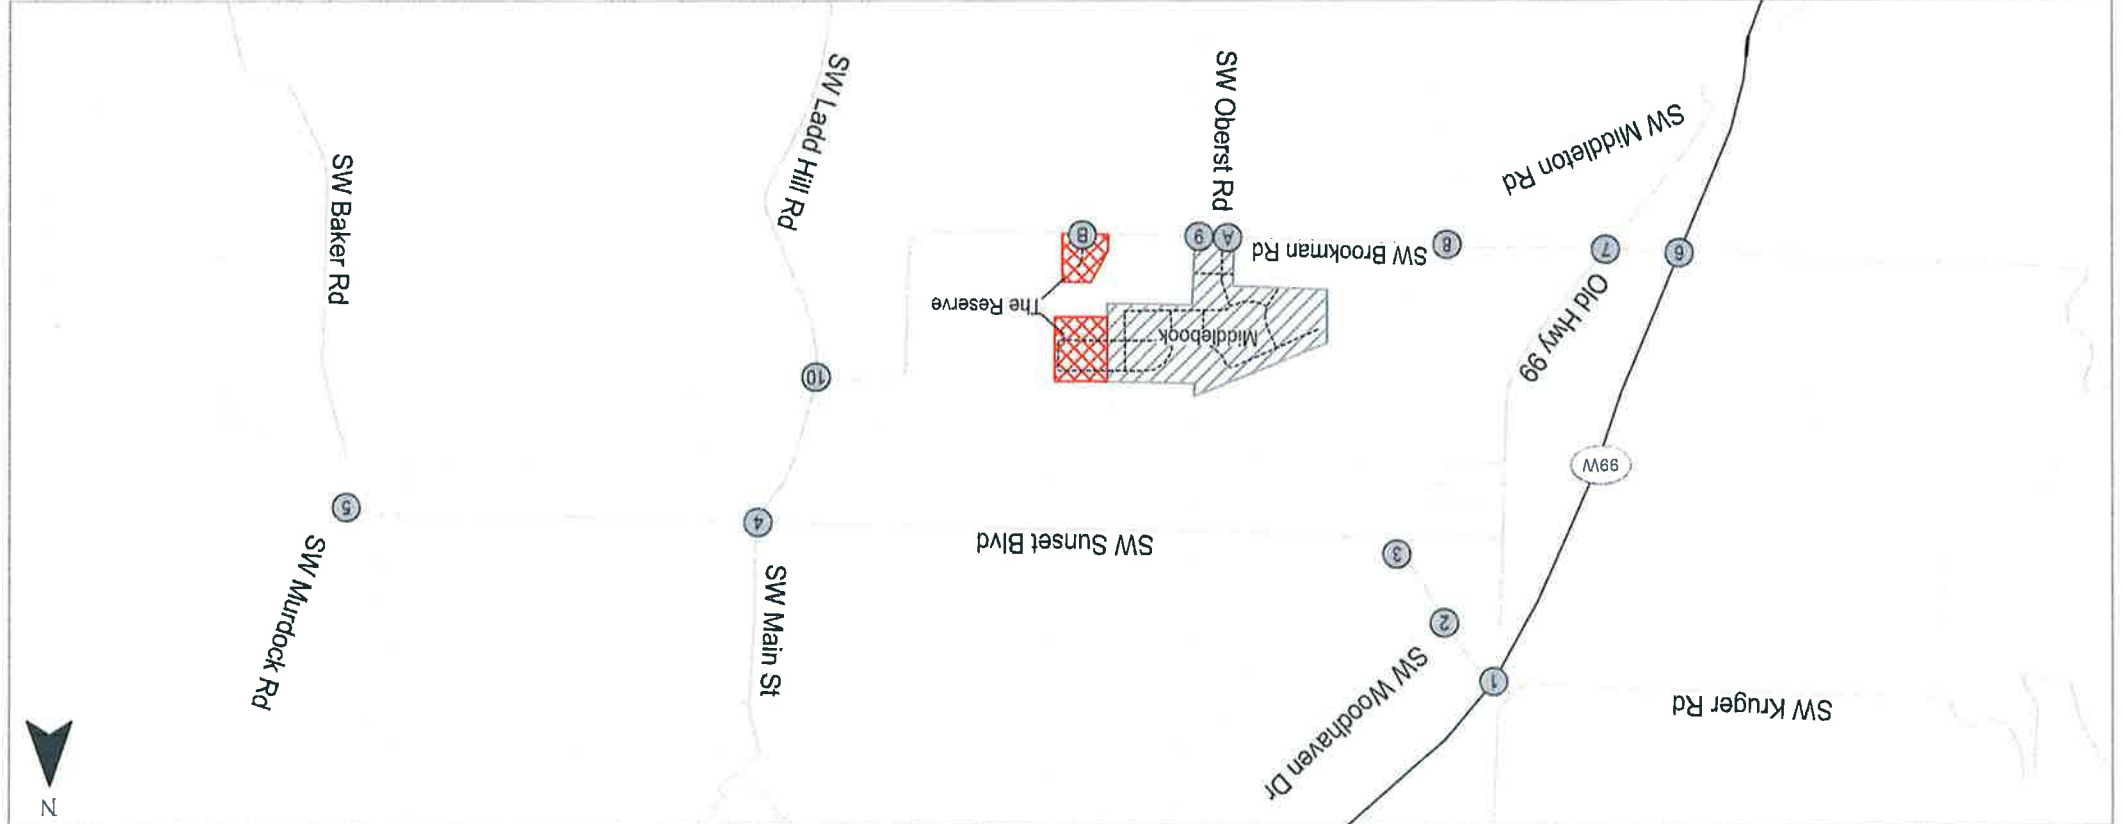 SW Kruger Rd
1
SW Woodhaven Dr
2
3
SW Main St
SW Murdock Rd
N
SW Sunset Blvd
4
5
99W
Old Hwy 99
Middlebook
The Reserve
10
6
7
8
SW Brookman Rd
A
9
B
SW Middleton Rd
SW Oberst Rd
SW Ladd Hill Rd
SW Baker Rd